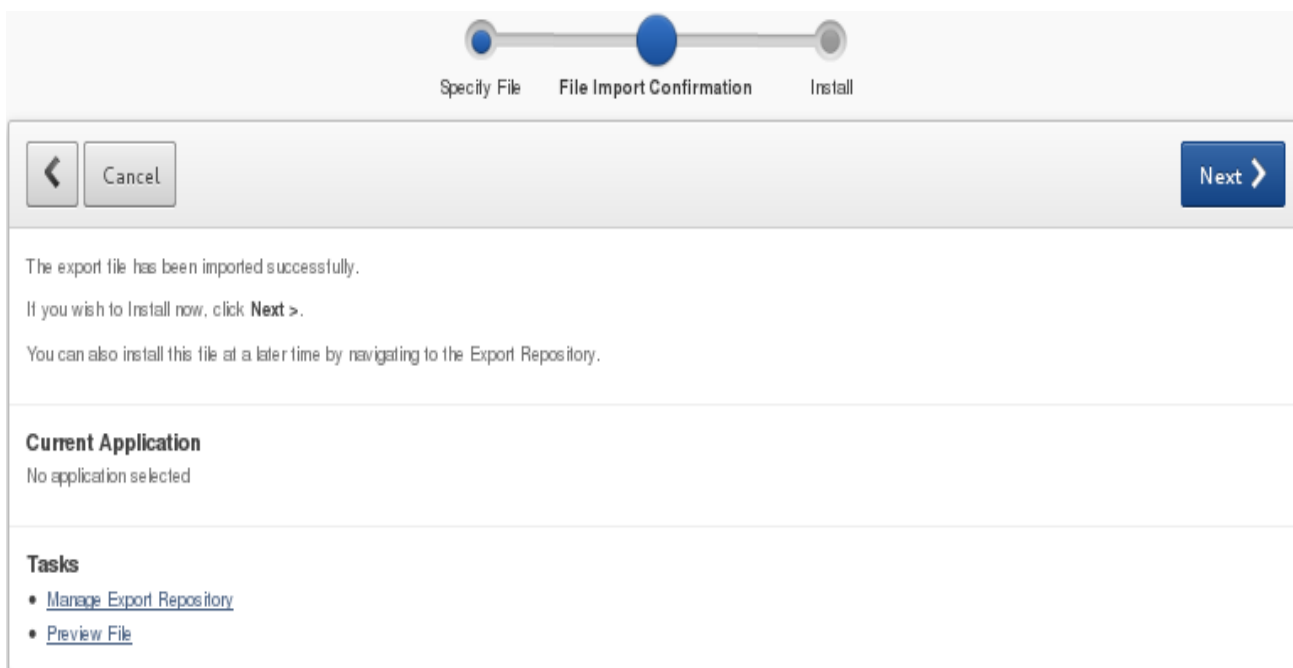 Specify File
File Import Confirmation
Install
Cancel
Next
The export file has been imported successfully.
If you wish to Install now, click Next >.
You can also install this file at a later time by navigating to the Export Repository.
Current Application
No application selected
Tasks
• Manage Export Repository
• Preview File